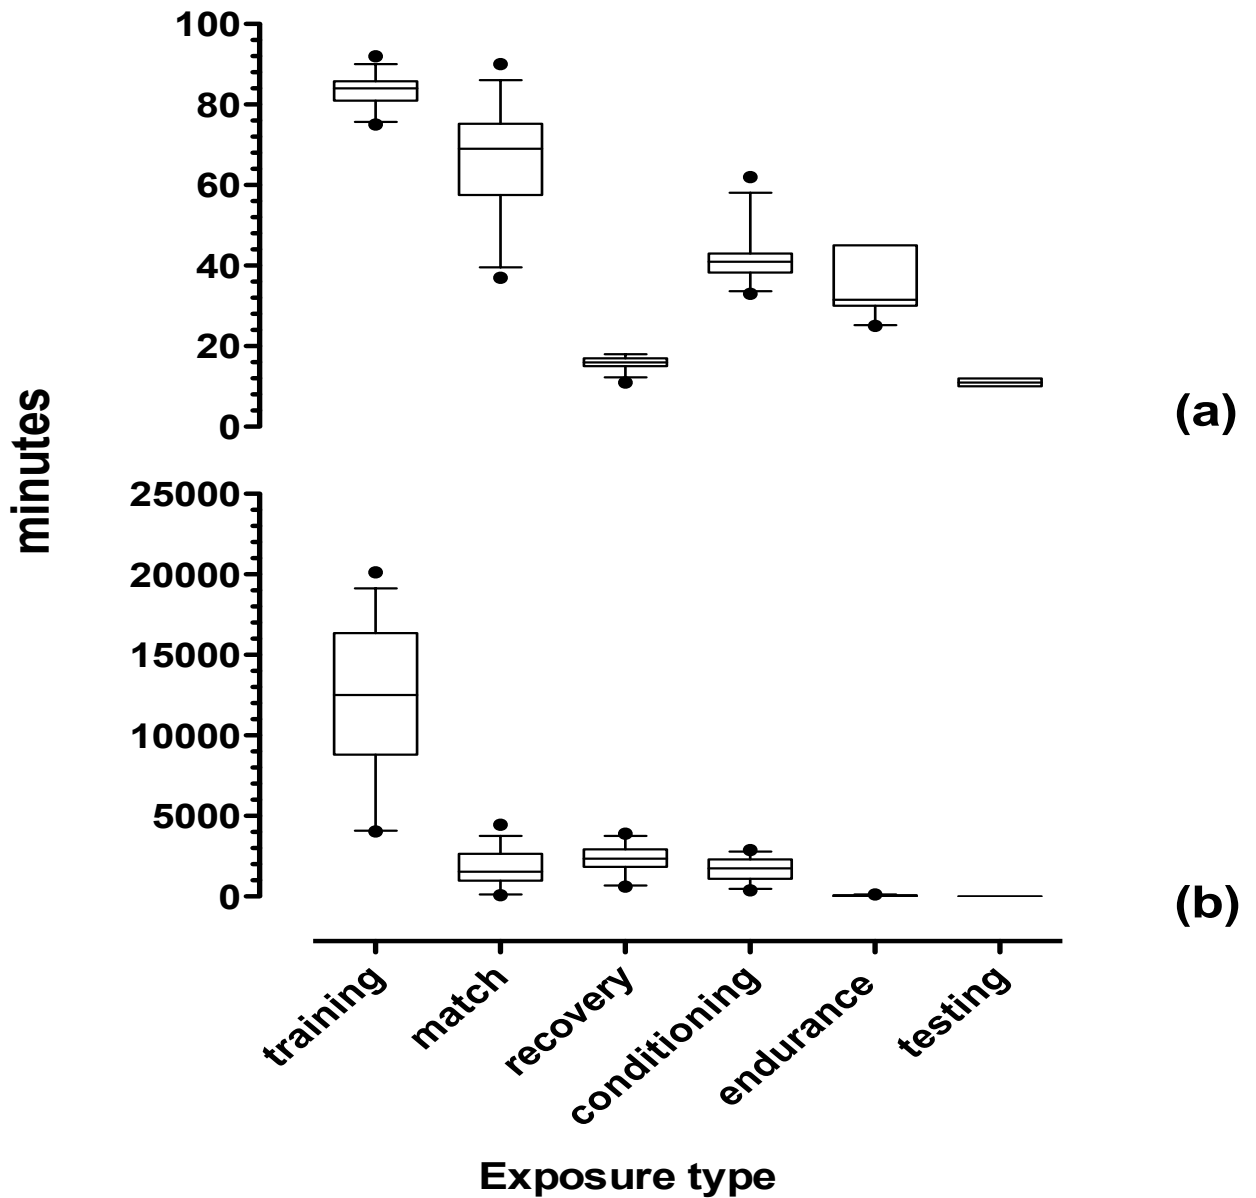 minutes
100
80
60
40
20
0
(a)
25000
20000
15000
10000
5000
0
(b)
training
match
recovery
conditioning
endurance
testing
Exposure type